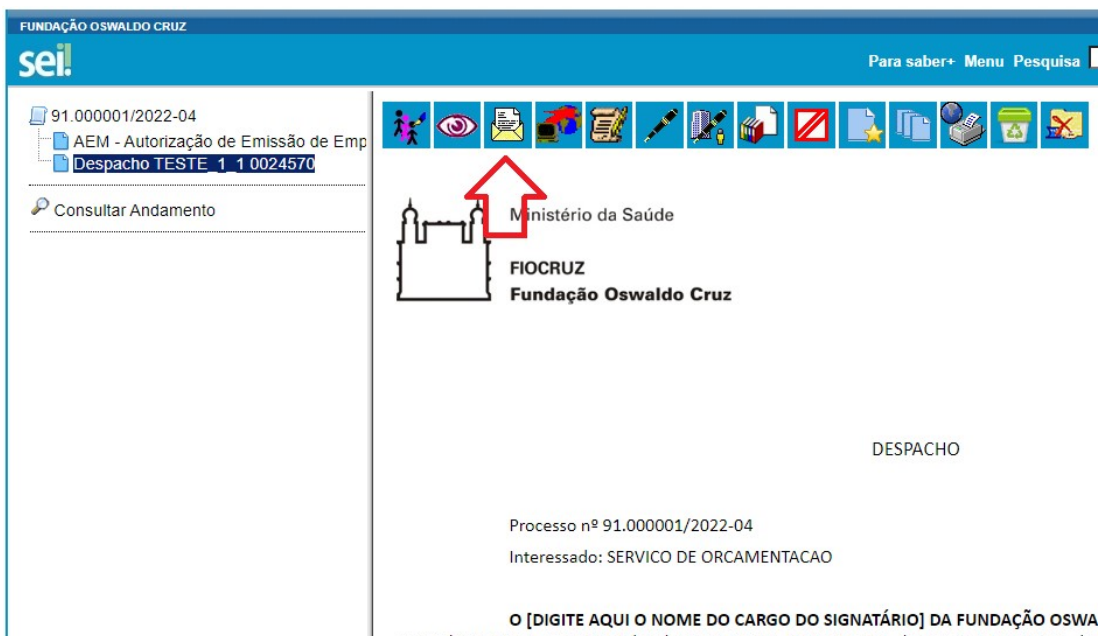 FUNDAÇÃO OSWALDO CRUZ
sei!
Para saber+ Menu Pesquisa
91.000001/2022-04
AEM - Autorização de Emissão de Emp
Despacho TESTE_1_1 0024570
Consultar Andamento
Ministério da Saúde
FIOCRUZ
Fundação Oswaldo Cruz
DESPACHO
Processo nº 91.000001/2022-04
Interessado: SERVICO DE ORCAMENTACAO
O [DIGITE AQUI O NOME DO CARGO DO SIGNATÁRIO] DA FUNDAÇÃO OSWA